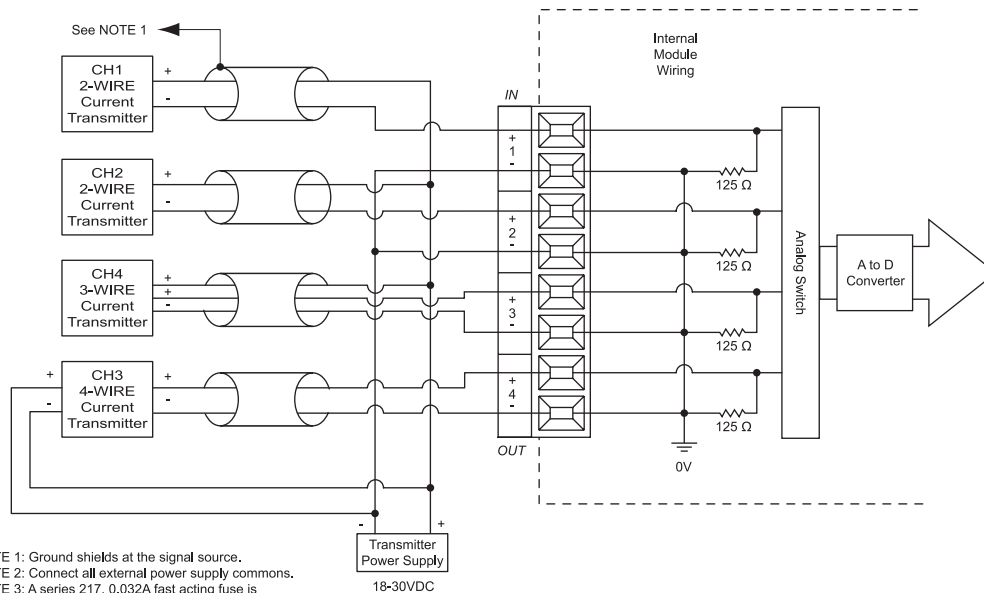 See NOTE 1
Internal
Module
Wiring
CH1
2-WIRE
Current
Transmitter
+
-
CH2
2-WIRE
Current
Transmitter
+
-
CH4
3-WIRE
Current
Transmitter
+
-
CH3
4-WIRE
Current
Transmitter
+
-
+
-
IN
+
1
-
+
2
-
+
3
-
+
4
-
OUT
125 Ω
125 Ω
125 Ω
125 Ω
0V
Analog Switch
A to D
Converter
-
+
Transmitter
Power Supply
18-30VDC
TE 1: Ground shields at the signal source.
TE 2: Connect all external power supply commons.
TE 3: A series 217, 0.032A fast acting fuse is